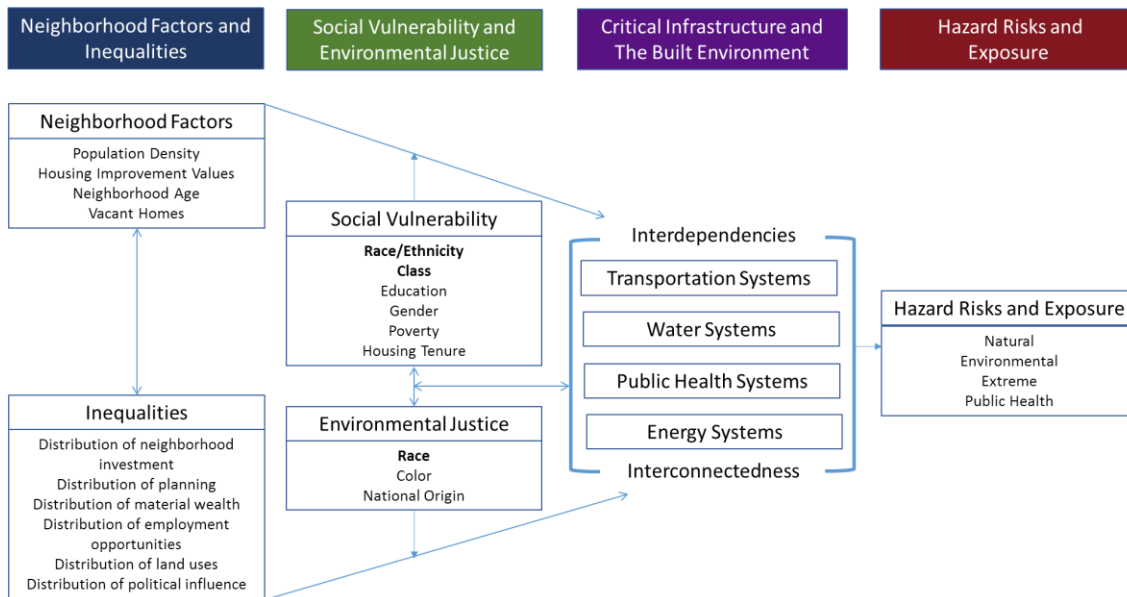 Neighborhood Factors and
Inequalities
Social Vulnerability and
Environmental Justice
Critical Infrastructure and
The Built Environment
Hazard Risks and
Exposure
Neighborhood Factors
Population Density
Housing Improvement Values
Neighborhood Age
Vacant Homes
Inequalities
Distribution of neighborhood
investment
Distribution of planning
Distribution of material wealth
Distribution of employment
opportunities
Distribution of land uses
Distribution of political influence
Social Vulnerability
Race/Ethnicity
Class
Education
Gender
Poverty
Housing Tenure
Environmental Justice
Race
Color
National Origin
Interdependencies
Transportation Systems
Water Systems
Public Health Systems
Energy Systems
Interconnectedness
Hazard Risks and Exposure
Natural
Environmental
Extreme
Public Health